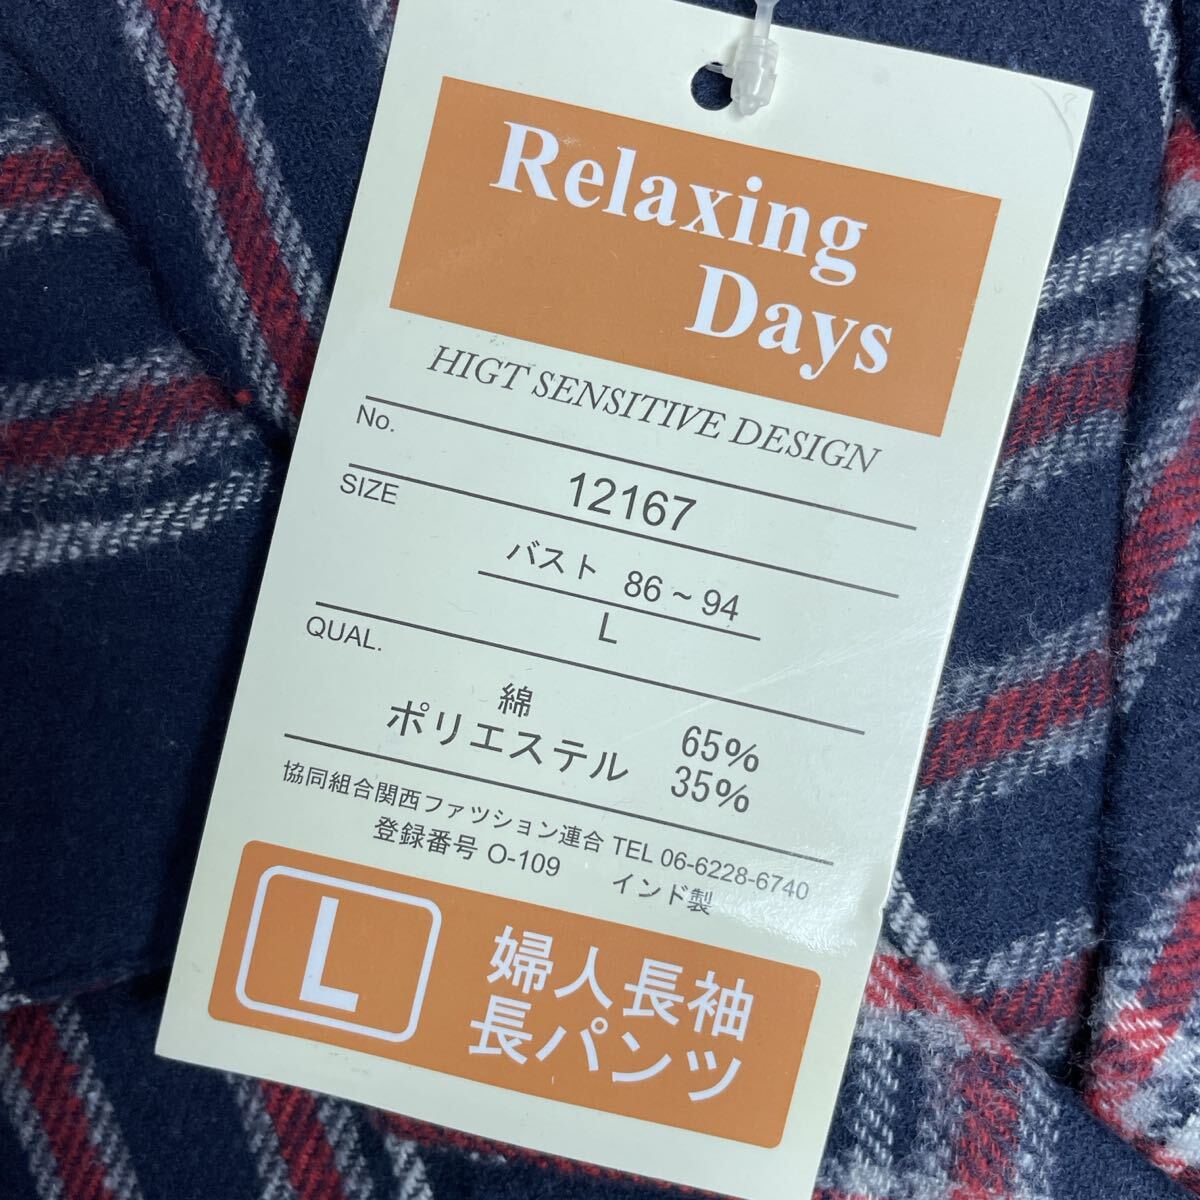 Relaxing
Days
HIGT SENSITIVE DESIGN
No.
12167
SIZE
バスト 86～94
L
QUAL.
綿 65%
ポリエステル 35%
協同組合関西ファツション連合 TEL 06-6228-6740
登録番号 O-109 インド製
L
婦人長袖
長パンツ